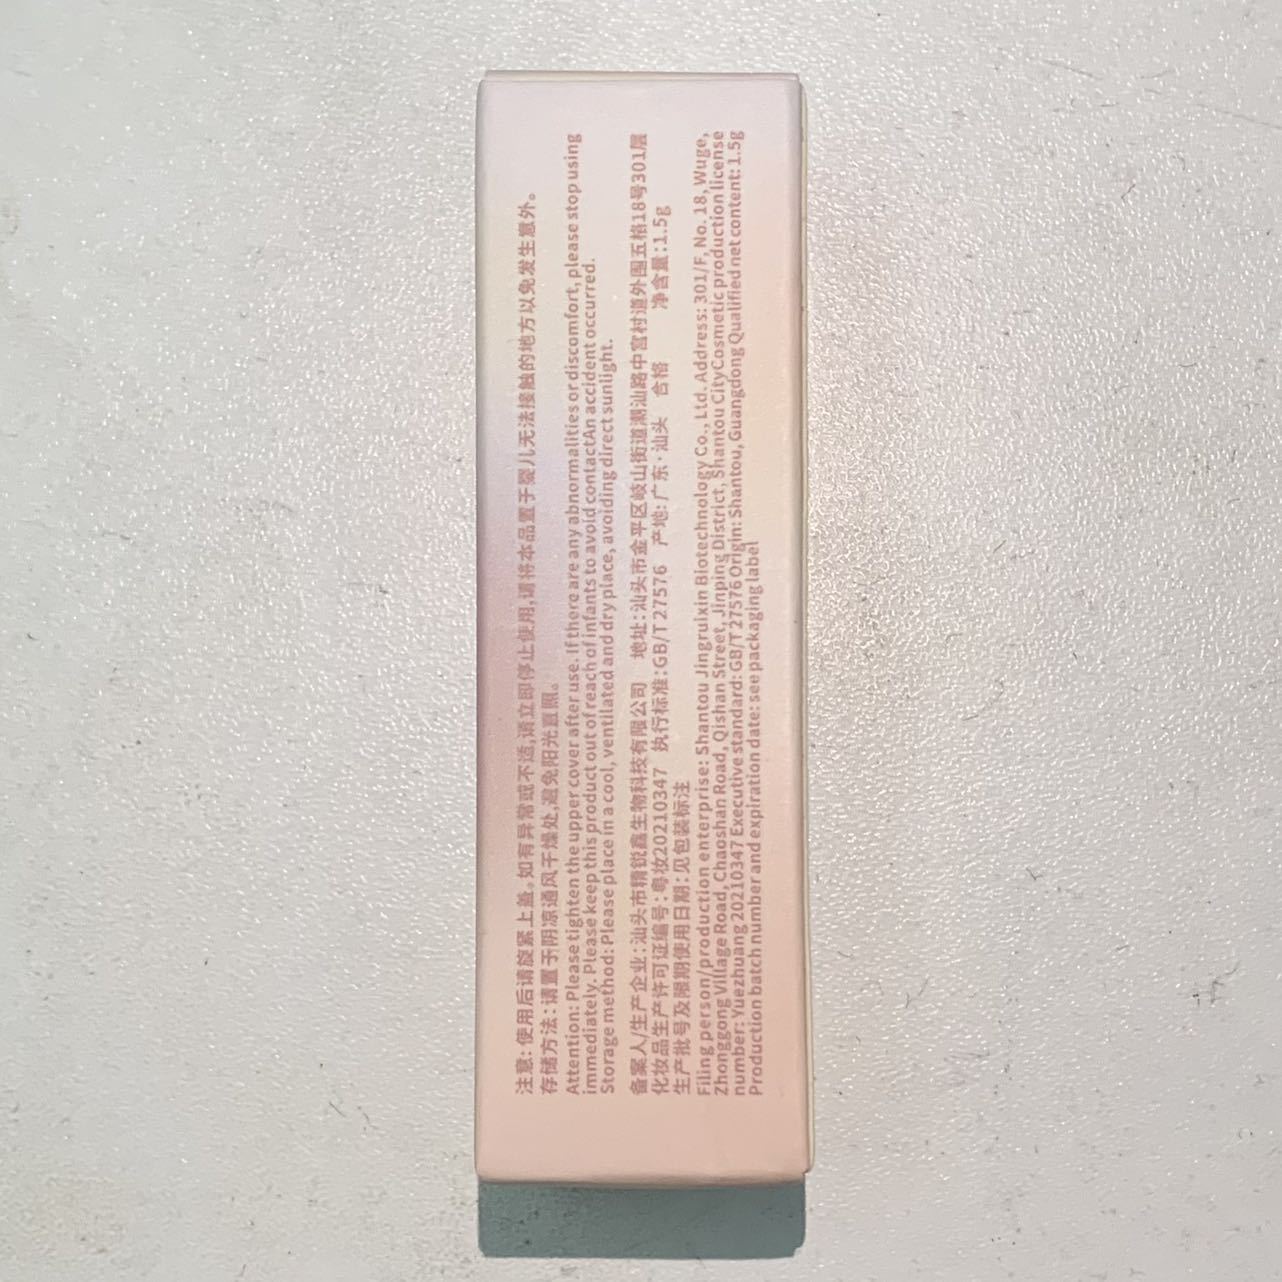 注意: 使用后请旋紧上盖。如有异常或不适,请立即停止使用,请将本品置于婴儿无法接触的地方以免发生意外。
存储方法: 请置于阴凉通风干燥处,避免阳光直照。
Attention: Please tighten the upper cover after use. If there are any abnormalities or discomfort, please stop using
immediately. Please keep this product out of reach of infants to avoid contactAn accident occurred.
Storage method: Please place in a cool, ventilated and dry place, avoiding direct sunlight.
备案人/生产企业: 汕头市精锐鑫生物科技有限公司 地址: 汕头市金平区岐山街道潮汕路中宫村道外围五格18号301层
化妆品生产许可证编号: 粤妆20210347 执行标准: GB/T 27576 产地: 广东·汕头 合格 净含量: 1.5g
生产批号及限期使用日期: 见包装标注
Filing person/production enterprise: Shantou Jingruixin Biotechnology Co., Ltd. Address: 301/F, No. 18, Wuge,
Zhonggong Village Road, Chaoshan Road, Qishan Street, Jinping District, Shantou CityCosmetic production license
number: Yuezhuang 20210347 Executive standard: GB/T 27576 Origin: Shantou, Guangdong Qualified net content: 1.5g
Production batch number and expiration date: see packaging label